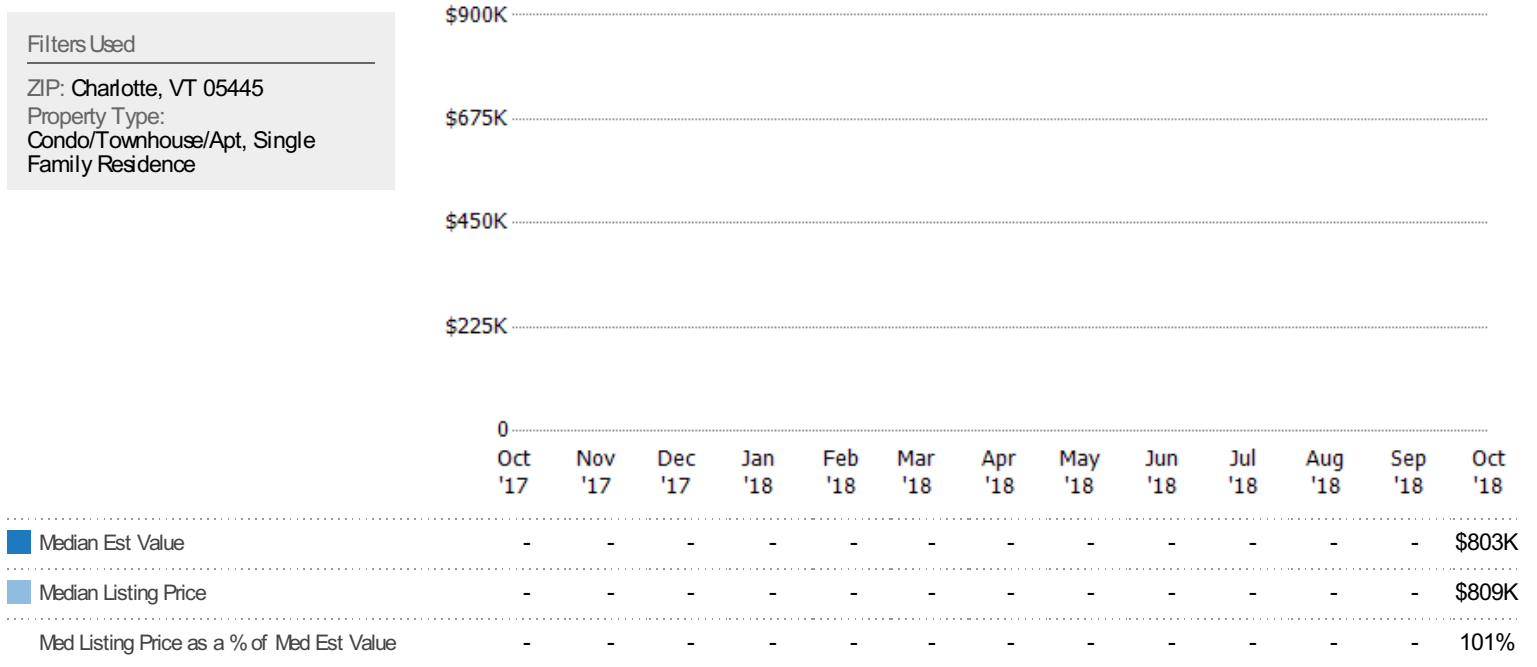 Filters Used
ZIP: Charlotte, VT 05445
Property Type:
Condo/Townhouse/Apt, Single
Family Residence
$900K
$675K
$450K
$225K
0
Oct Nov Dec Jan Feb Mar Apr May Jun Jul Aug Sep Oct
'17 '17 '17 '18 '18 '18 '18 '18 '18 '18 '18 '18 '18
Median Est Value - - - - - - - - - - - - $803K
Median Listing Price - - - - - - - - - - - - $809K
Med Listing Price as a % of Med Est Value - - - - - - - - - - - - 101%